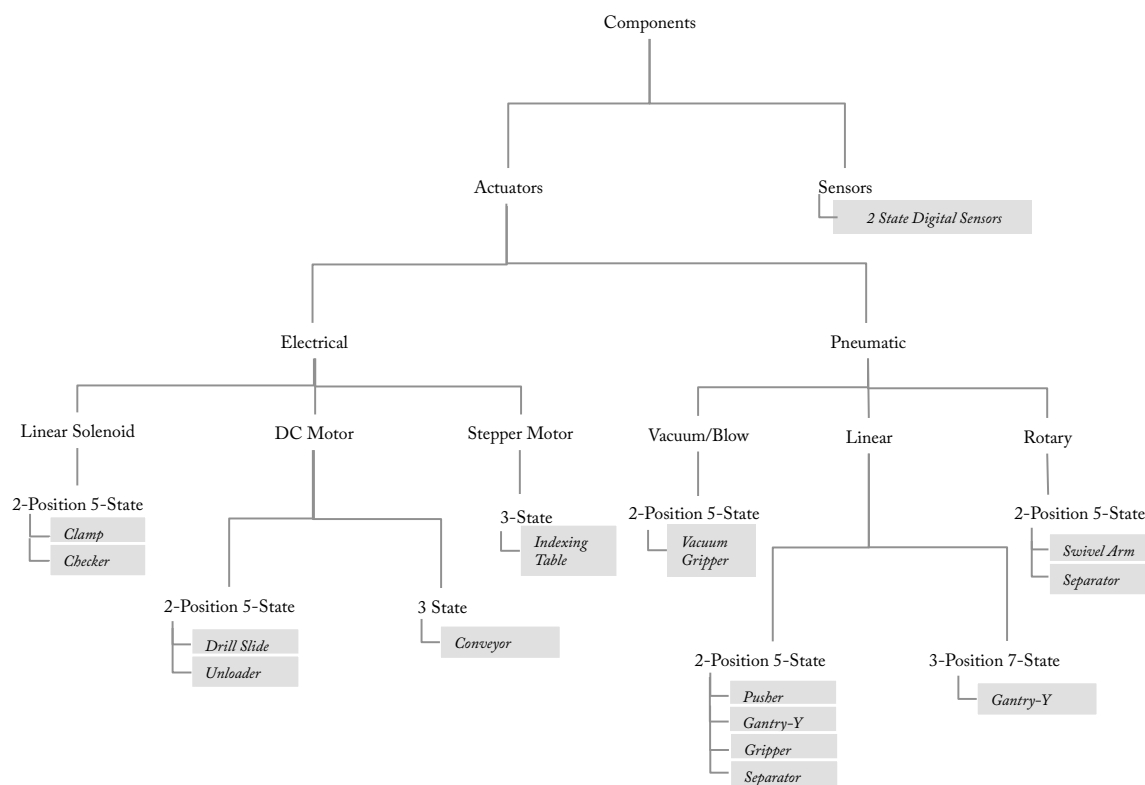 Components
Actuators
Sensors
2 State Digital Sensors
Electrical
Pneumatic
Linear Solenoid
DC Motor
Stepper Motor
Vacuum/Blow
Linear
Rotary
2-Position 5-State
Clamp
Checker
3-State
Indexing
Table
2-Position 5-State
Vacuum
Gripper
2-Position 5-State
Swivel Arm
Separator
2-Position 5-State
Drill Slide
Unloader
3 State
Conveyor
2-Position 5-State
Pusher
Gantry-Y
Gripper
Separator
3-Position 7-State
Gantry-Y